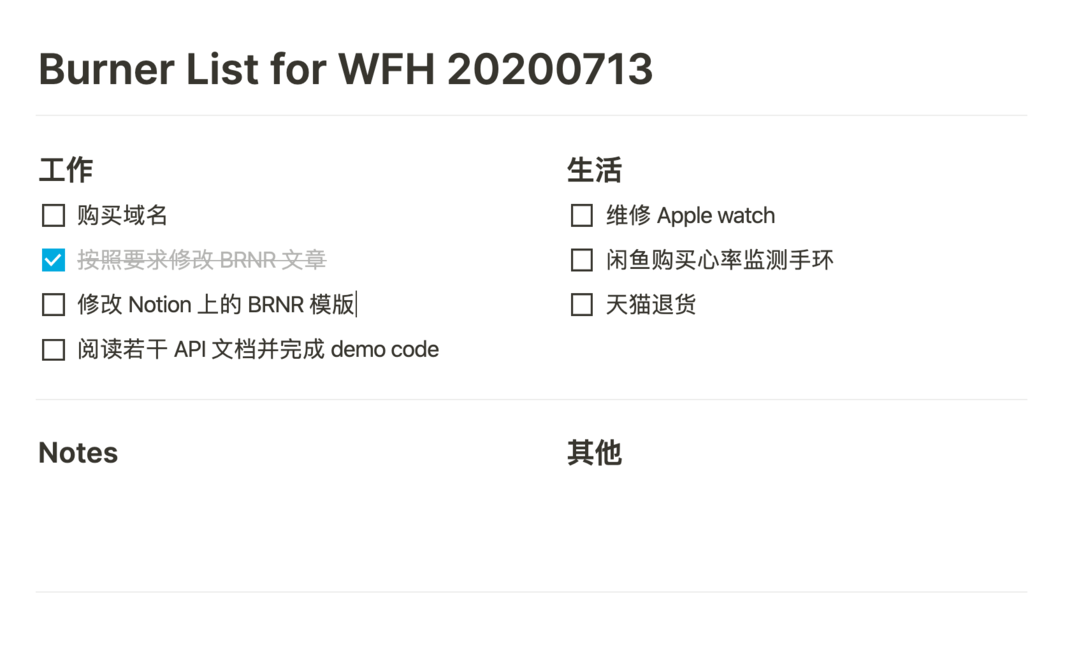 Burner List for WFH 20200713
工作
购买域名
按照要求修改 BRNR 文章
修改 Notion 上的 BRNR 模版
阅读若干 API 文档并完成 demo code
生活
维修 Apple watch
闲鱼购买心率监测手环
天猫退货
Notes
其他